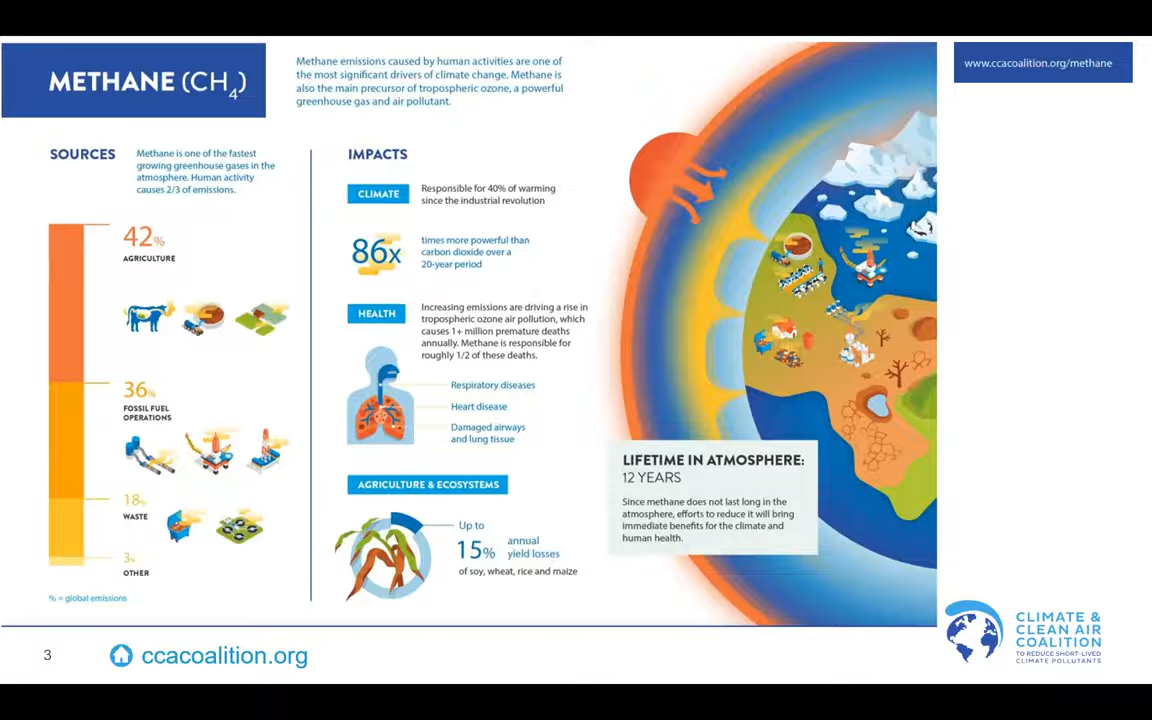 METHANE (CH4)
Methane emissions caused by human activities are one of
the most significant drivers of climate change. Methane is
also the main precursor of tropospheric ozone, a powerful
greenhouse gas and air pollutant.
www.ccacoalition.org/methane
SOURCES
Methane is one of the fastest
growing greenhouse gases in the
atmosphere. Human activity
causes 2/3 of emissions.
42%
AGRICULTURE
36%
FOSSIL FUEL
OPERATIONS
18%
WASTE
3%
OTHER
% = global emissions
IMPACTS
CLIMATE
Responsible for 40% of warming
since the industrial revolution
86x
times more powerful than
carbon dioxide over a
20-year period
HEALTH
Increasing emissions are driving a rise in
tropospheric ozone air pollution, which
causes 1+ million premature deaths
annually. Methane is responsible for
roughly 1/2 of these deaths.
Respiratory diseases
Heart disease
Damaged airways
and lung tissue
AGRICULTURE & ECOSYSTEMS
Up to
15%
annual
yield losses
of soy, wheat, rice and maize
LIFETIME IN ATMOSPHERE:
12 YEARS
Since methane does not last long in the
atmosphere, efforts to reduce it will bring
immediate benefits for the climate and
human health.
3
ccacoalition.org
CLIMATE &
CLEAN AIR
COALITION
TO REDUCE SHORT-LIVED
CLIMATE POLLUTANTS